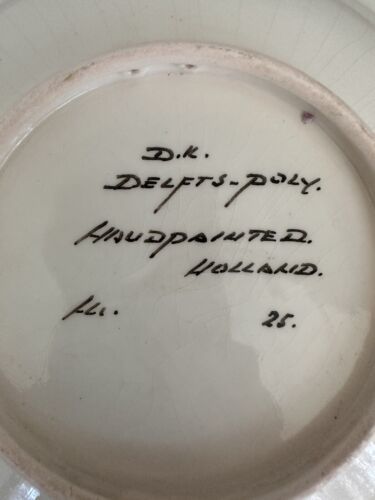 D.K.
DELFTS-POLY.
HANDPAINTED.
HOLLAND.
25.